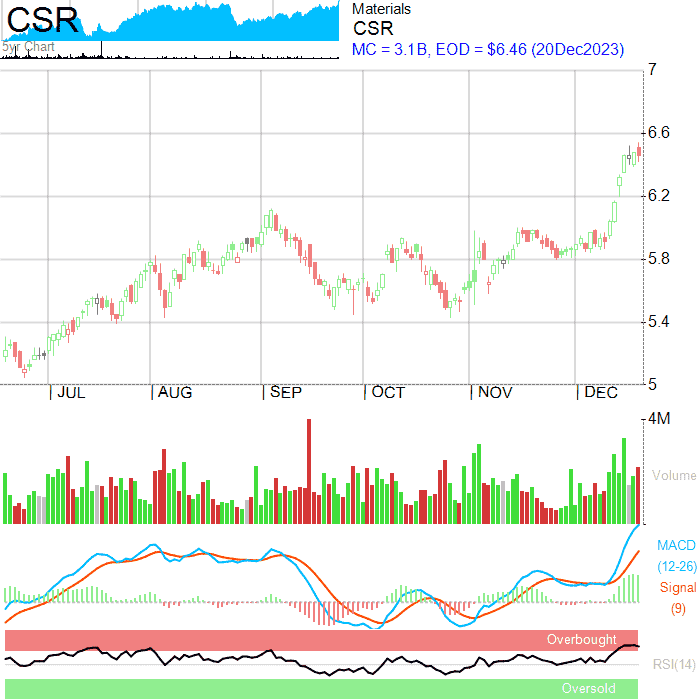 CSR
5yr Chart
Materials
CSR
MC = 3.1B, EOD = $6.46 (20Dec2023)
7
6.6
6.2
5.8
5.4
5
JUL AUG SEP OCT NOV DEC
4M
Volume
MACD
(12-26)
Signal
(9)
Overbought
RSI(14)
Oversold